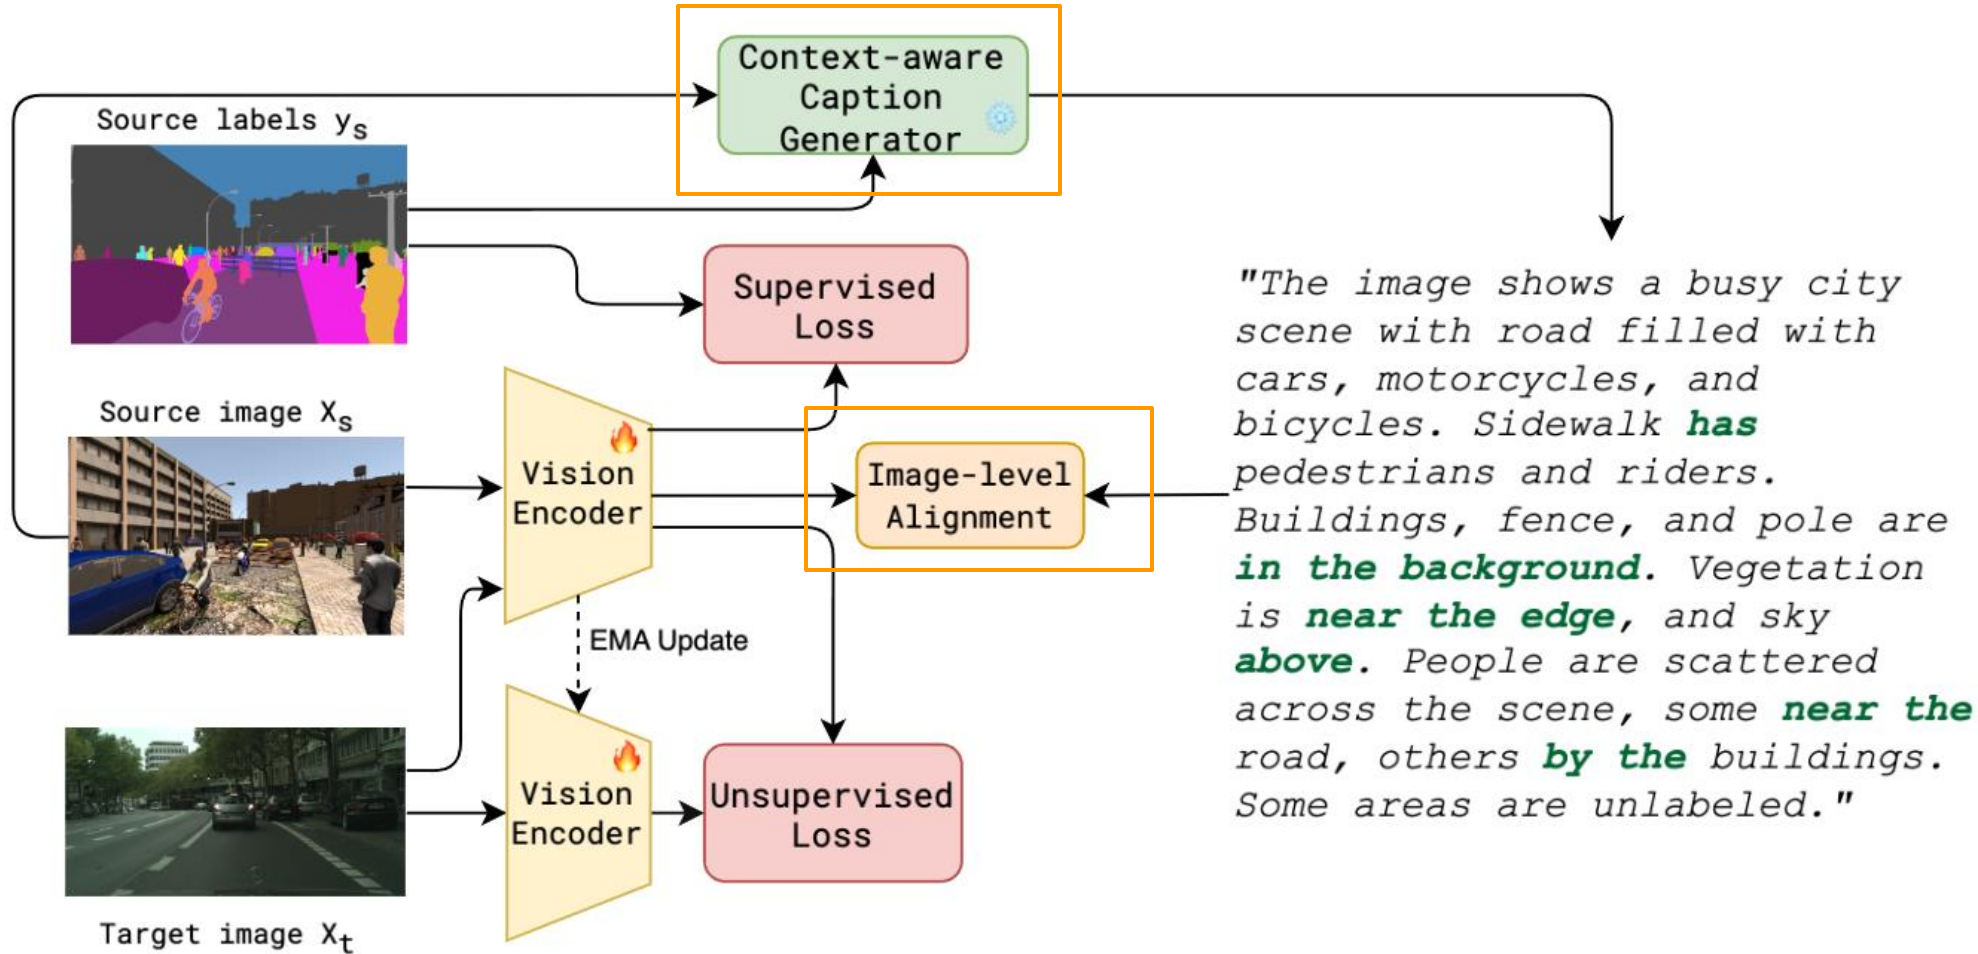 Context-aware
Caption
Generator
Source labels ys
Supervised
Loss
Source image Xs
Vision
Encoder
Image-level
Alignment
EMA Update
Vision
Encoder
Unsupervised
Loss
Target image Xt
"The image shows a busy city
scene with road filled with
cars, motorcycles, and
bicycles. Sidewalk has
pedestrians and riders.
Buildings, fence, and pole are
in the background. Vegetation
is near the edge, and sky
above. People are scattered
across the scene, some near the
road, others by the buildings.
Some areas are unlabeled."